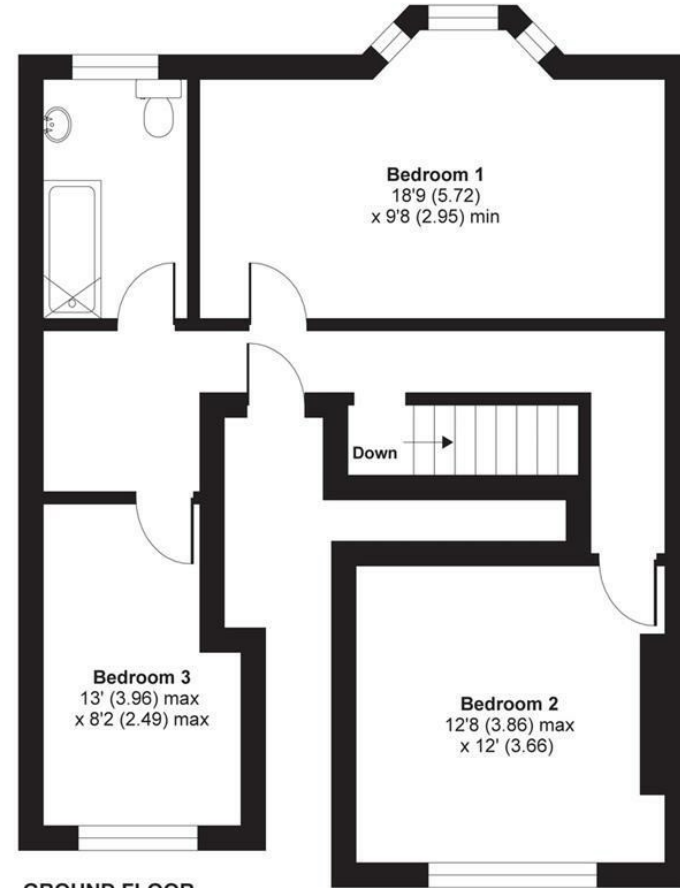 Bedroom 1
18'9 (5.72)
x 9'8 (2.95) min
Down
Bedroom 3
13' (3.96) max
x 8'2 (2.49) max
Bedroom 2
12'8 (3.86) max
x 12' (3.66)
GROUND FLOOR